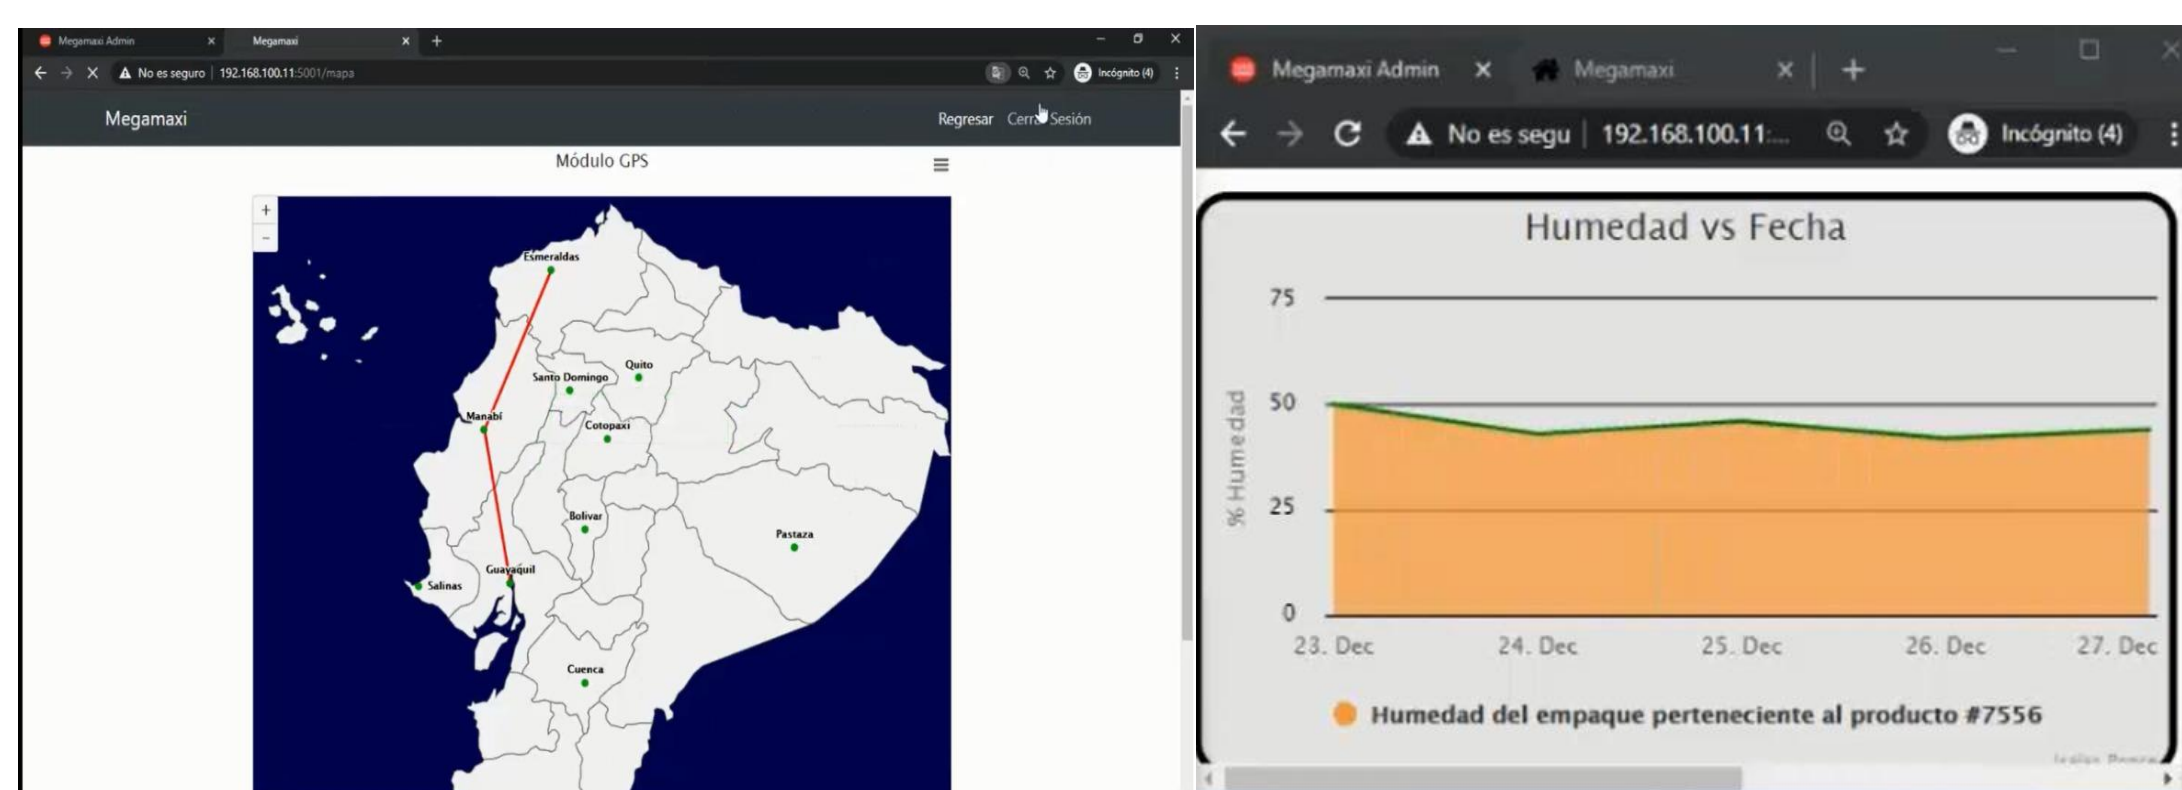 Megamaxi Admin
Megamaxi
No es seguro
192.168.100.11:5001/mapa
Incógnito (4)
Megamaxi
Regresar
Cerrar Sesión
Módulo GPS
+
-
Esmeraldas
Quito
Santo Domingo
Manabí
Cotopaxi
Bolivar
Pastaza
Guayaquil
Salinas
Cuenca
Megamaxi Admin
Megamaxi
No es segu
192.168.100.11:...
Incógnito (4)
Humedad vs Fecha
% Humedad
75
50
25
0
23. Dec
24. Dec
25. Dec
26. Dec
27. Dec
Humedad del empaque perteneciente al producto #7556